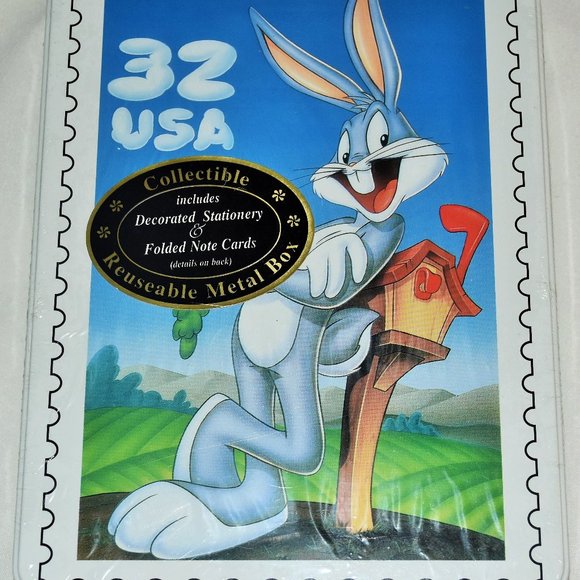 32
USA
Collectible
includes
Decorated Stationery
&
Folded Note Cards
(details on back)
Reuseable Metal Box